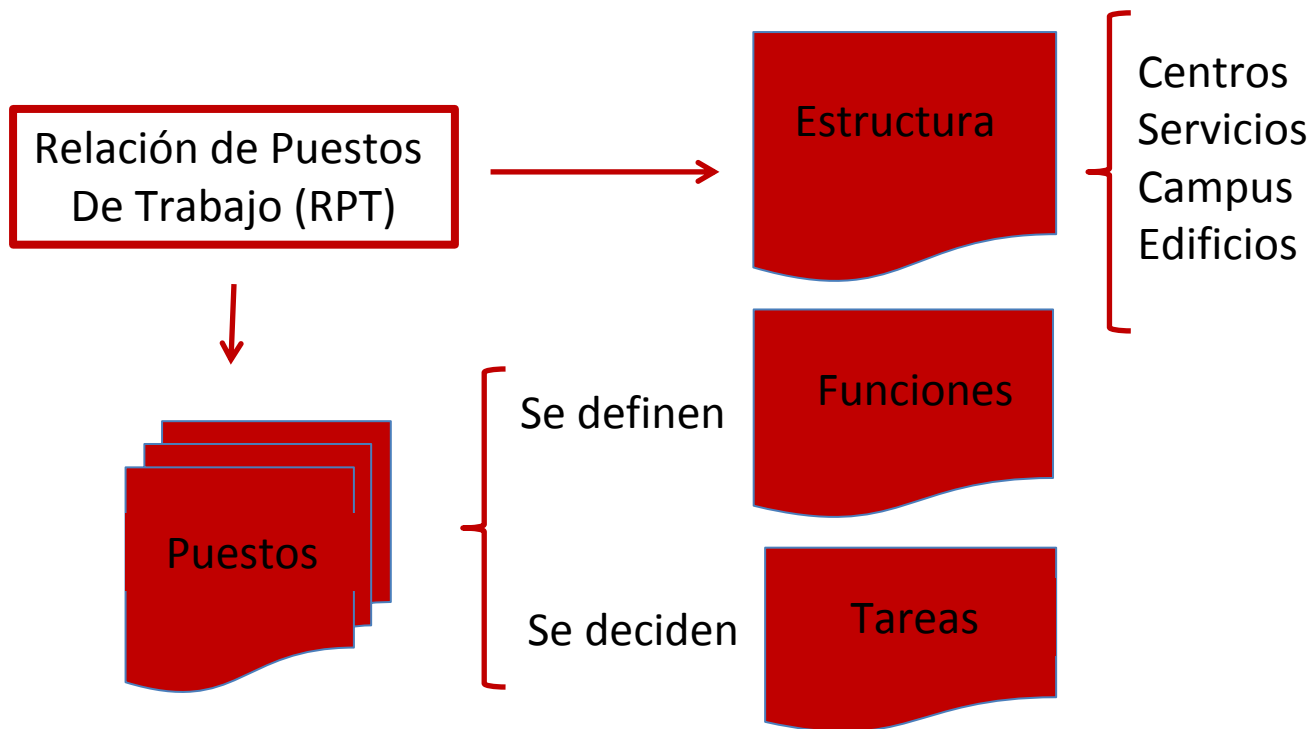 Relación de Puestos
De Trabajo (RPT)
Estructura
Centros
Servicios
Campus
Edificios
Puestos
Se definen
Funciones
Se deciden
Tareas